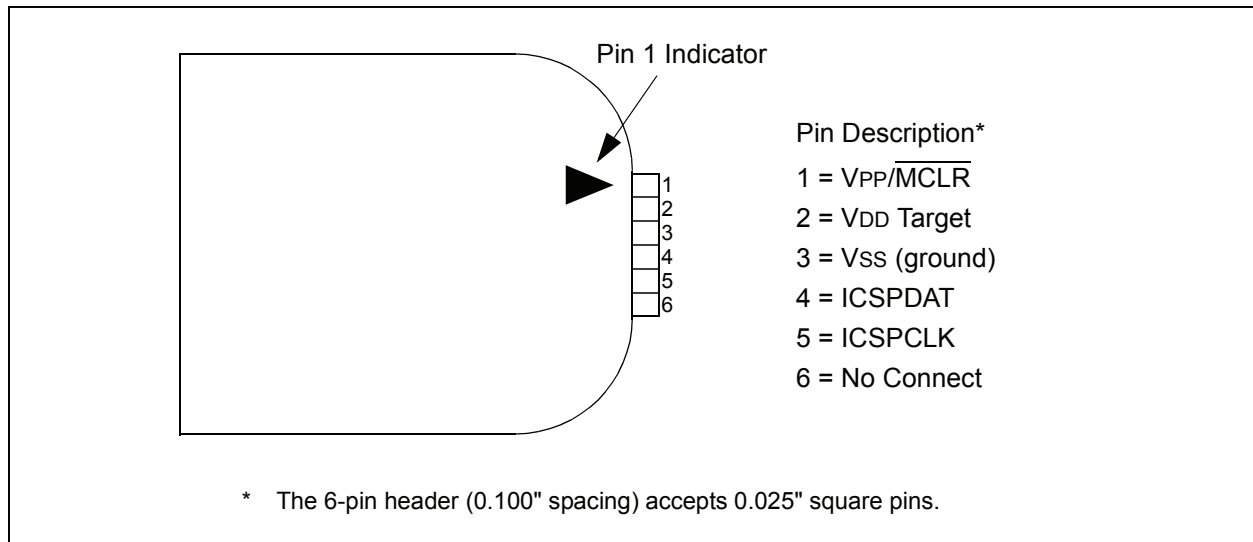 Pin 1 Indicator
1
2
3
4
5
6
Pin Description*
1 = VPP/M̅C̅L̅R̅
2 = VDD Target
3 = VSS (ground)
4 = ICSPDAT
5 = ICSPCLK
6 = No Connect
* The 6-pin header (0.100" spacing) accepts 0.025" square pins.